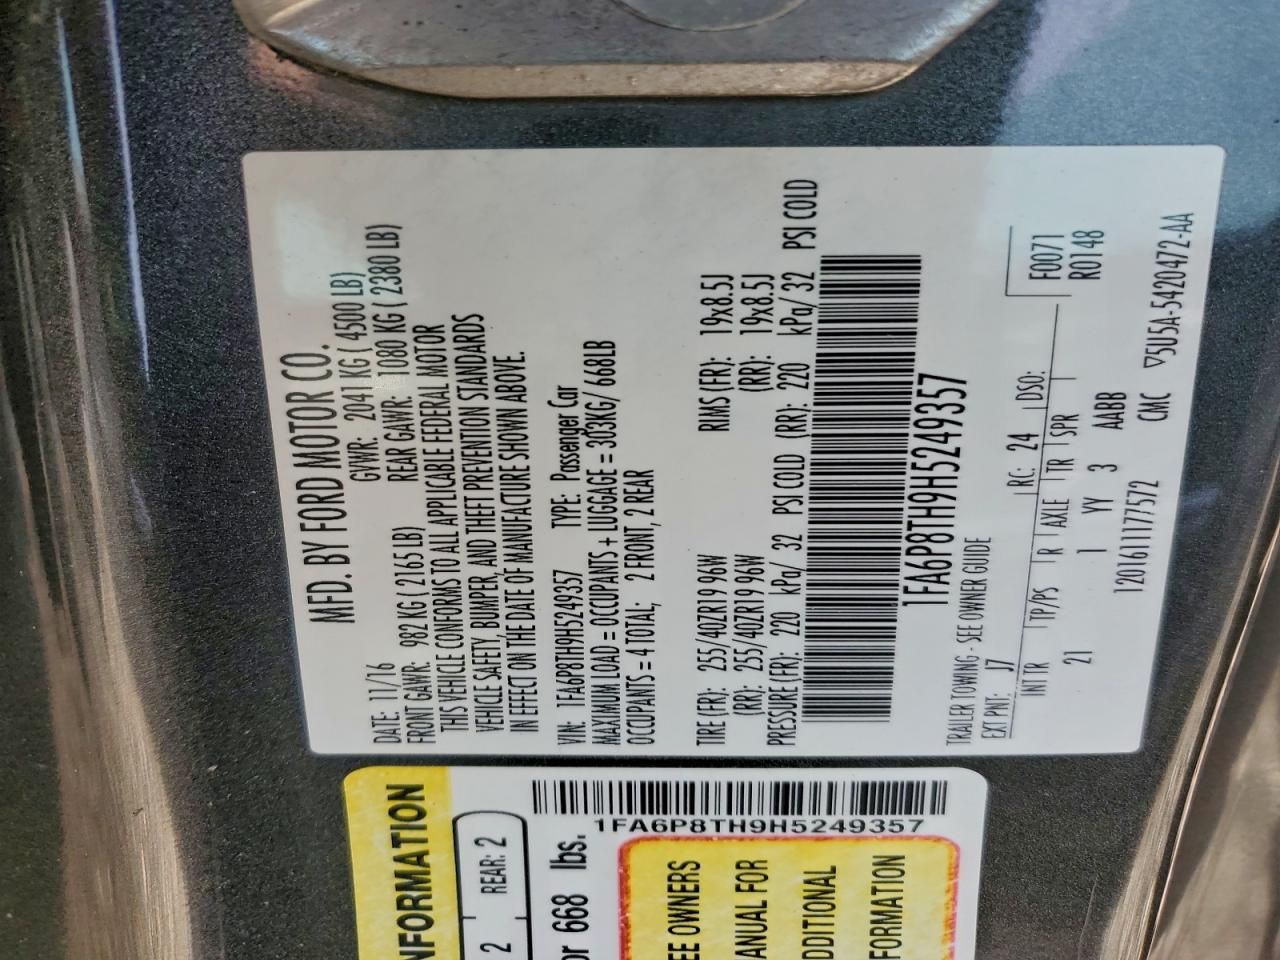 MFD. BY FORD MOTOR CO.
DATE: 11/16 GVWR: 2041 KG ( 4500 LB)
FRONT GAWR: 982 KG ( 2165 LB) REAR GAWR: 1080 KG ( 2380 LB)
THIS VEHICLE CONFORMS TO ALL APPLICABLE FEDERAL MOTOR
VEHICLE SAFETY, BUMPER, AND THEFT PREVENTION STANDARDS
IN EFFECT ON THE DATE OF MANUFACTURE SHOWN ABOVE.
VIN: 1FA6P8TH9H5249357 TYPE: Passenger Car
MAXIMUM LOAD = OCCUPANTS + LUGGAGE = 303KG/ 668LB
OCCUPANTS = 4 TOTAL; 2 FRONT, 2 REAR
TIRE (FR): 255/40ZR19 96W RIMS (FR): 19x8.5J
(RR): 255/40ZR19 96W (RR): 19x8.5J
PRESSURE (FR): 220 kPa/ 32 PSI COLD (RR): 220 kPa/ 32 PSI COLD
1FA6P8TH9H5249357
TRAILER TOWING - SEE OWNER GUIDE
EXT PNT: J7 RC: 24 DSO: F0071
R0148
INT TR TP/PS R AXLE TR SPR
21 1 YY 3 AABB
1201611177572 CMC ▽5U5A-5420472-AA
NFORMATION
2 REAR: 2
or 668 lbs.
1FA6P8TH9H5249357
EE OWNERS
ANUAL FOR
DDITIONAL
FORMATION